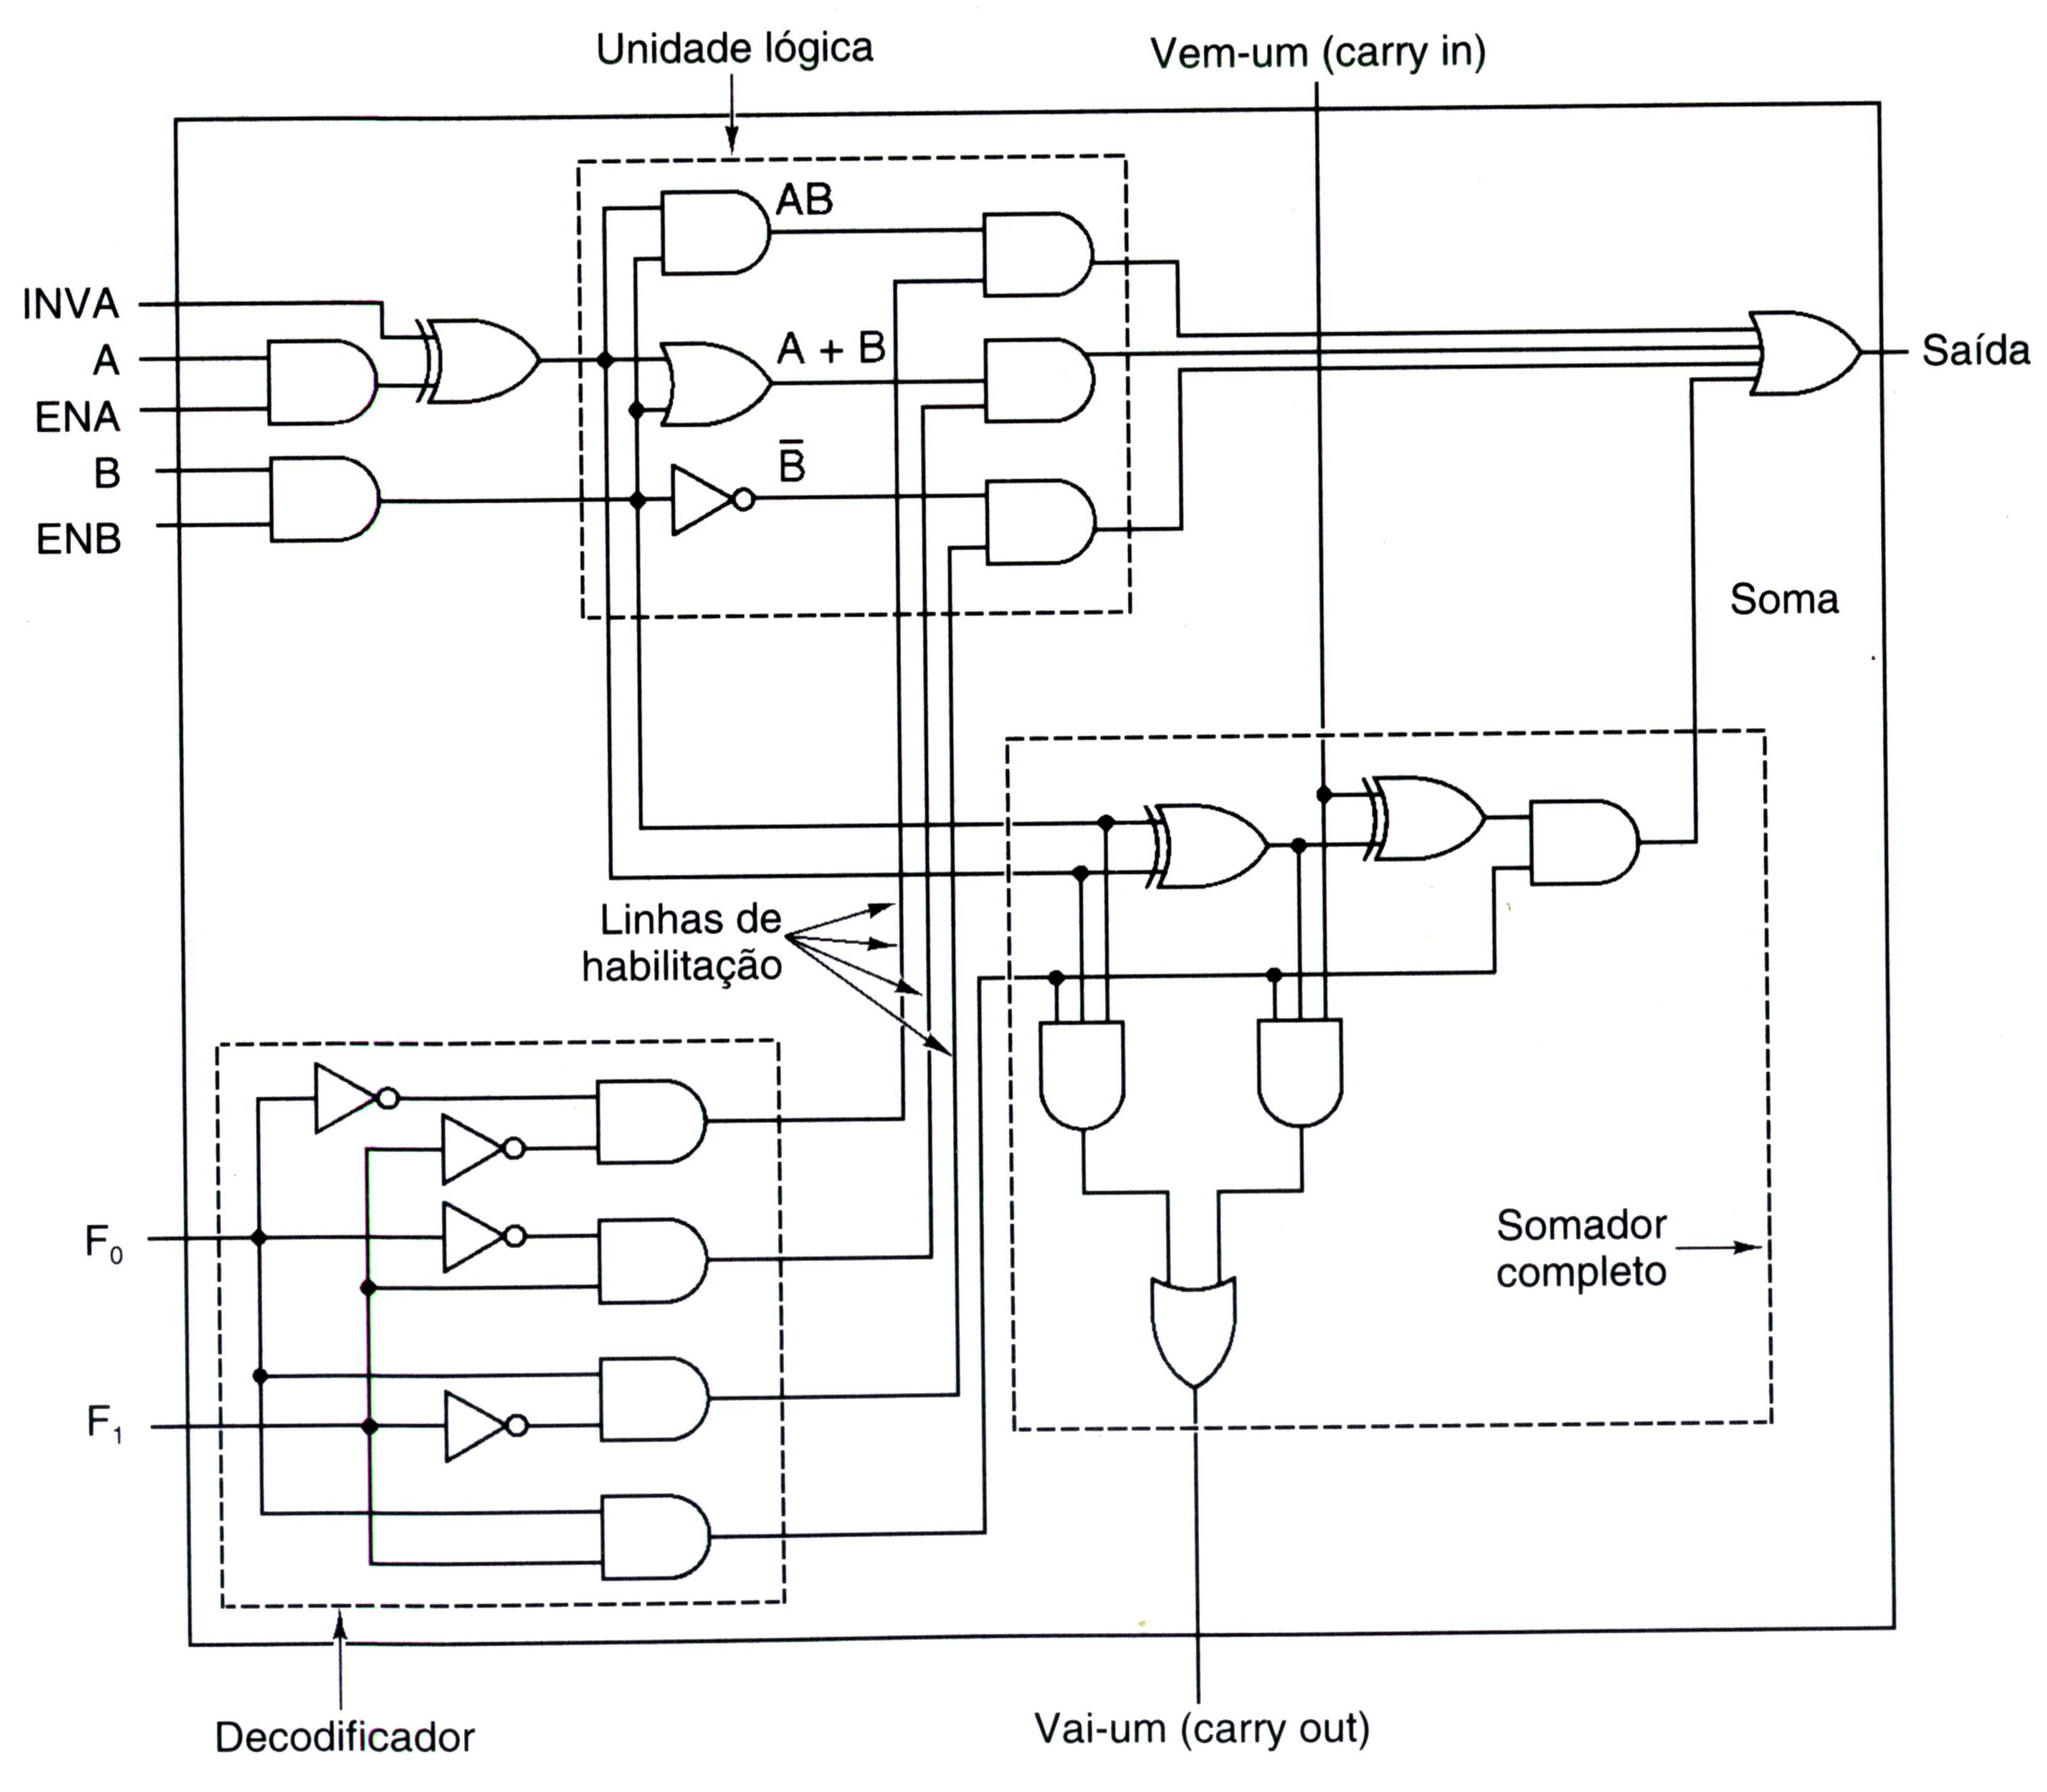 Unidade lógica
Vem-um (carry in)
AB
INVA
A
A + B
Saída
ENA
B
B̅
ENB
Soma
Linhas de
habilitação
F₀
Somador
completo
F₁
Decodificador
Vai-um (carry out)